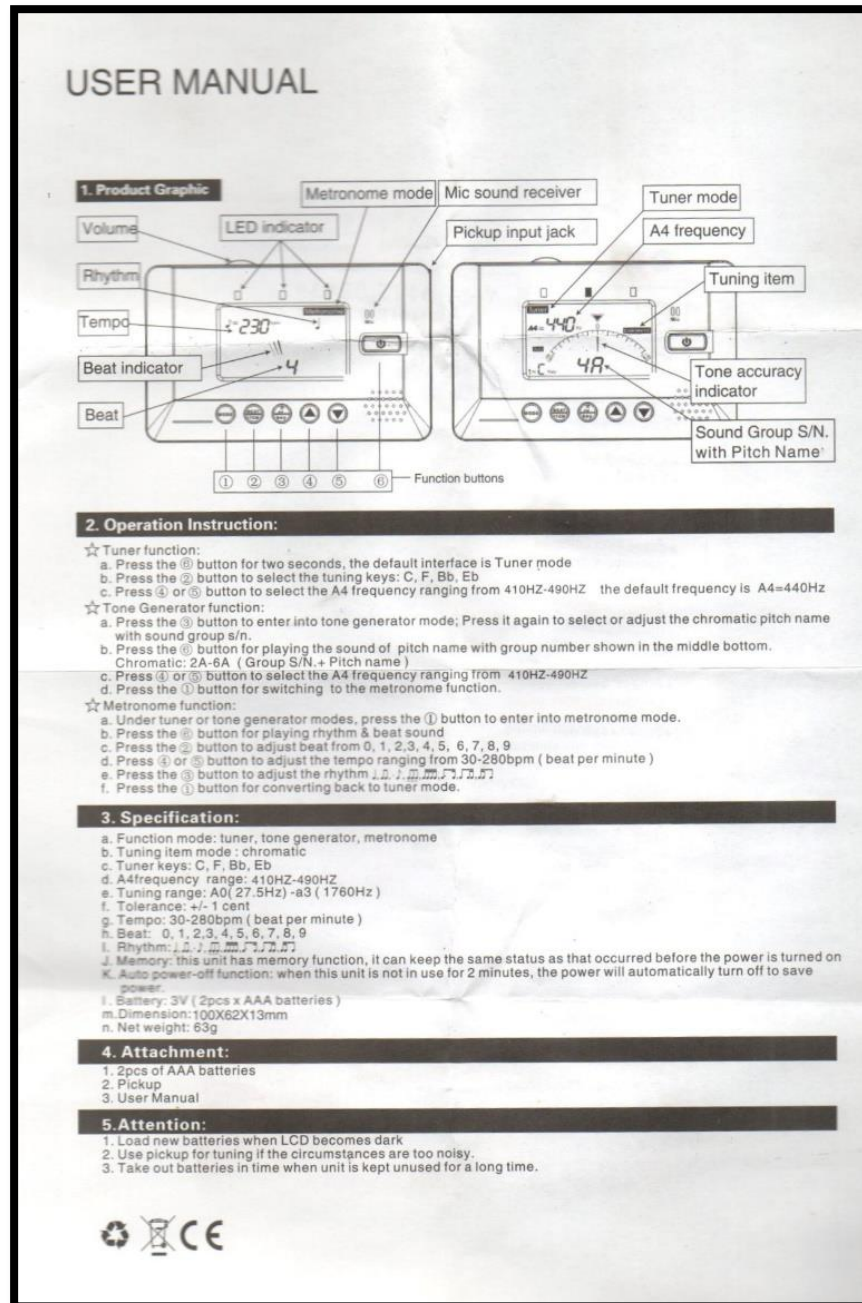 USER MANUAL
1. Product Graphic
Metronome mode
Mic sound receiver
Tuner mode
Volume
LED indicator
Pickup input jack
A4 frequency
Rhythm
Tuning item
Tempo
230
440
Beat indicator
Tone accuracy
indicator
Beat
4
4A
C
Sound Group S/N.
with Pitch Name
① ② ③ ④ ⑤ ⑥ Function buttons
2. Operation Instruction:
☆ Tuner function:
a. Press the ⑥ button for two seconds, the default interface is Tuner mode
b. Press the ② button to select the tuning keys: C, F, Bb, Eb
c. Press ④ or ⑤ button to select the A4 frequency ranging from 410HZ-490HZ the default frequency is A4=440Hz
☆ Tone Generator function:
a. Press the ③ button to enter into tone generator mode; Press it again to select or adjust the chromatic pitch name
with sound group s/n.
b. Press the ⑥ button for playing the sound of pitch name with group number shown in the middle bottom.
Chromatic: 2A-6A ( Group S/N.+ Pitch name )
c. Press ④ or ⑤ button to select the A4 frequency ranging from 410HZ-490HZ
d. Press the ① button for switching to the metronome function.
☆ Metronome function:
a. Under tuner or tone generator modes, press the ① button to enter into metronome mode.
b. Press the ⑥ button for playing rhythm & beat sound
c. Press the ② button to adjust beat from 0, 1, 2,3, 4, 5, 6, 7, 8, 9
d. Press ④ or ⑤ button to adjust the tempo ranging from 30-280bpm ( beat per minute )
e. Press the ③ button to adjust the rhythm
f. Press the ① button for converting back to tuner mode.
3. Specification:
a. Function mode: tuner, tone generator, metronome
b. Tuning item mode : chromatic
c. Tuner keys: C, F, Bb, Eb
d. A4frequency range: 410HZ-490HZ
e. Tuning range: A0( 27.5Hz) -a3 ( 1760Hz )
f. Tolerance: +/- 1 cent
g. Tempo: 30-280bpm ( beat per minute )
h. Beat: 0, 1, 2,3, 4, 5, 6, 7, 8, 9
I. Rhythm:
J. Memory: this unit has memory function, it can keep the same status as that occurred before the power is turned on
K. Auto power-off function: when this unit is not in use for 2 minutes, the power will automatically turn off to save
power.
l . Battery: 3V ( 2pcs x AAA batteries )
m.Dimension:100X62X13mm
n. Net weight: 63g
4. Attachment:
1. 2pcs of AAA batteries
2. Pickup
3. User Manual
5.Attention:
1. Load new batteries when LCD becomes dark
2. Use pickup for tuning if the circumstances are too noisy.
3. Take out batteries in time when unit is kept unused for a long time.
CE